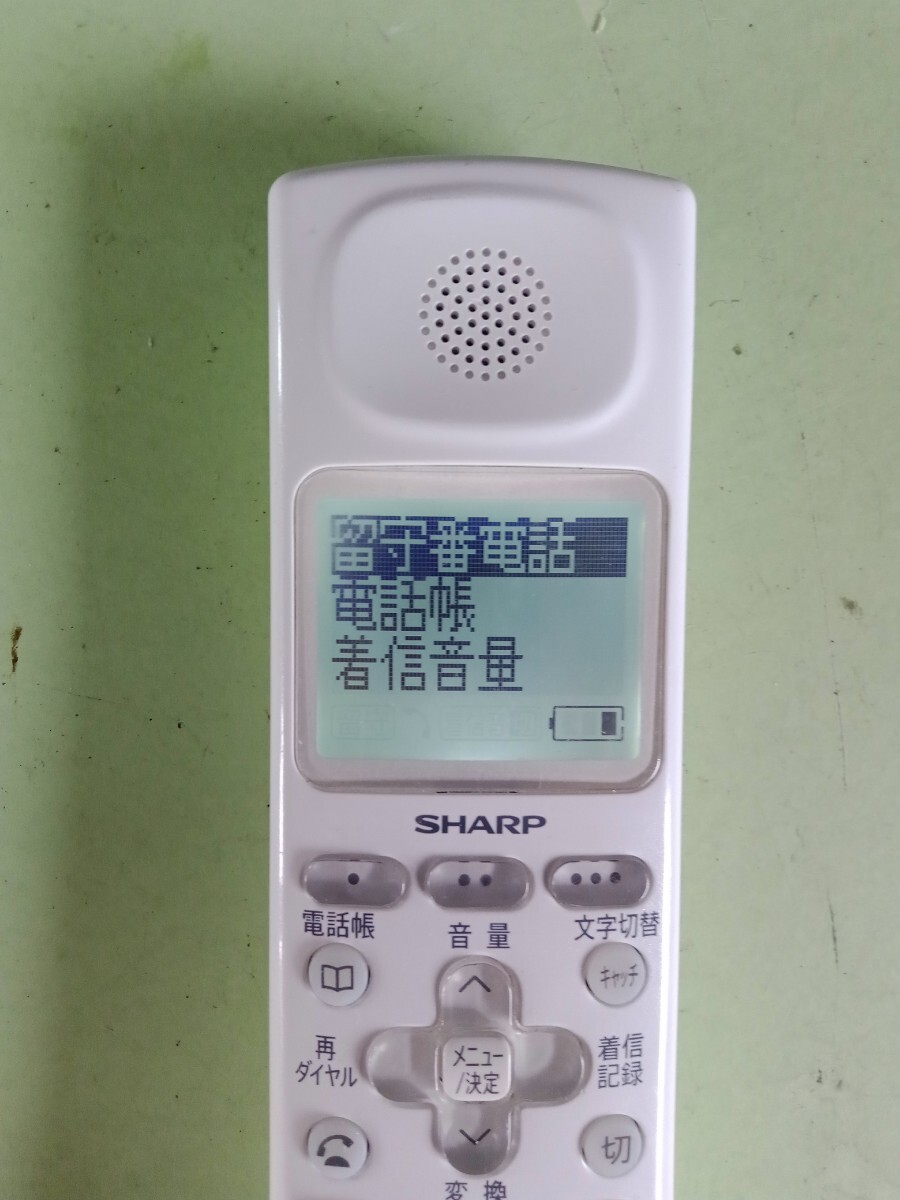 留守番電話
電話帳
着信音量
SHARP
電話帳
音量
文字切替
キャッチ
再
ダイヤル
メニュー
/決定
着信
記録
切
変換